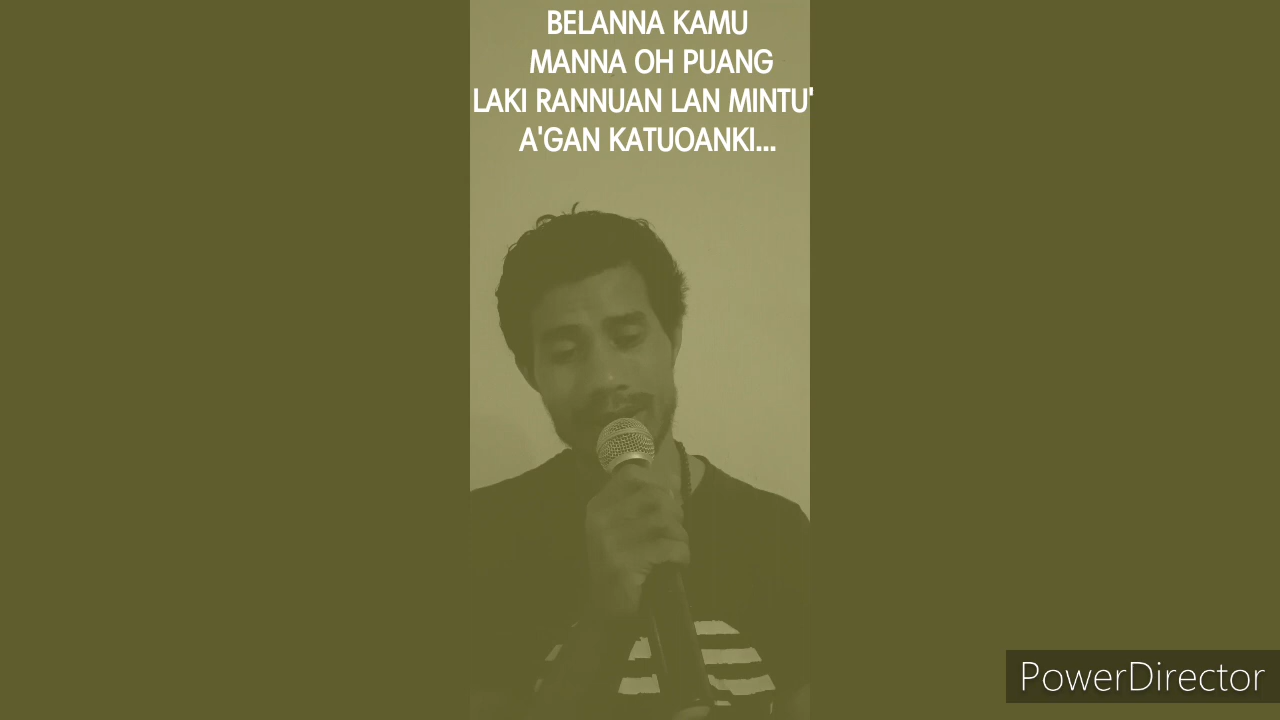 BELANNA KAMU
MANNA OH PUANG
LAKI RANNUAN LAN MINTU'
A'GAN KATUOANKI...
PowerDirector